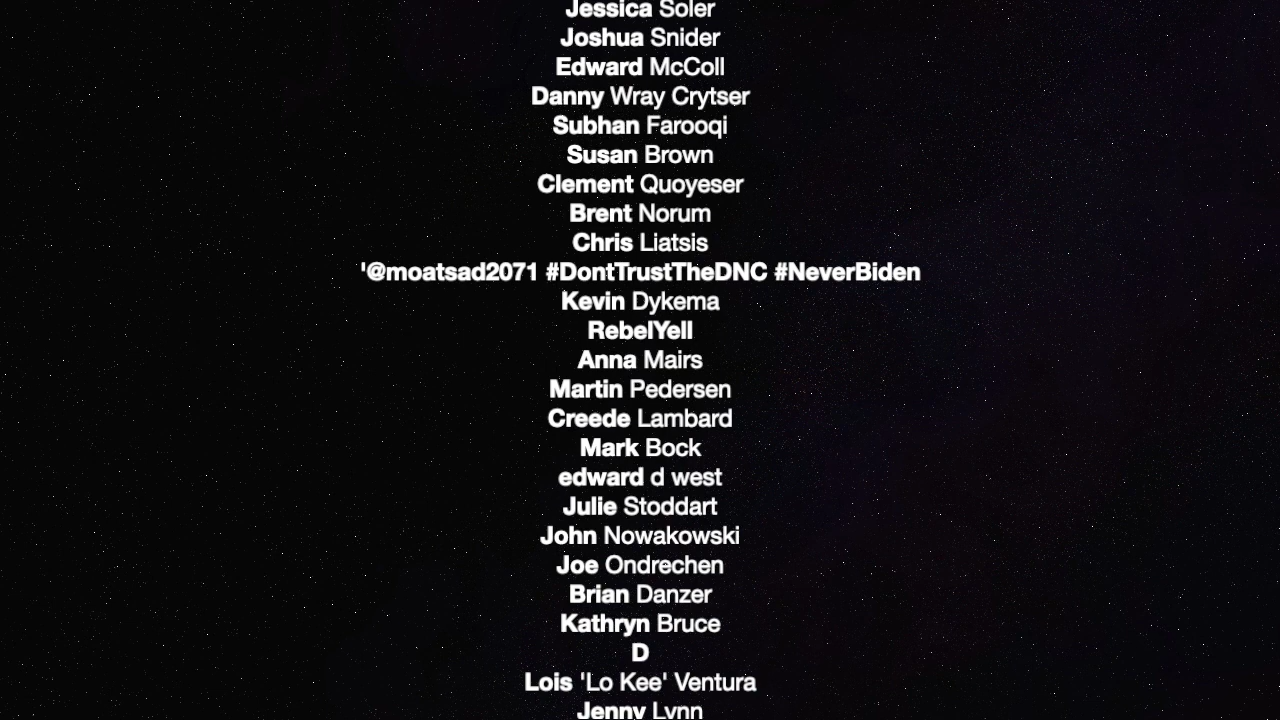 Jessica Soler
Joshua Snider
Edward McColl
Danny Wray Crytser
Subhan Farooqi
Susan Brown
Clement Quoyeser
Brent Norum
Chris Liatsis
'@moatsad2071 #DontTrustTheDNC #NeverBiden
Kevin Dykema
RebelYell
Anna Mairs
Martin Pedersen
Creede Lambard
Mark Bock
edward d west
Julie Stoddart
John Nowakowski
Joe Ondrechen
Brian Danzer
Kathryn Bruce
D
Lois 'Lo Kee' Ventura
Jenny Lynn